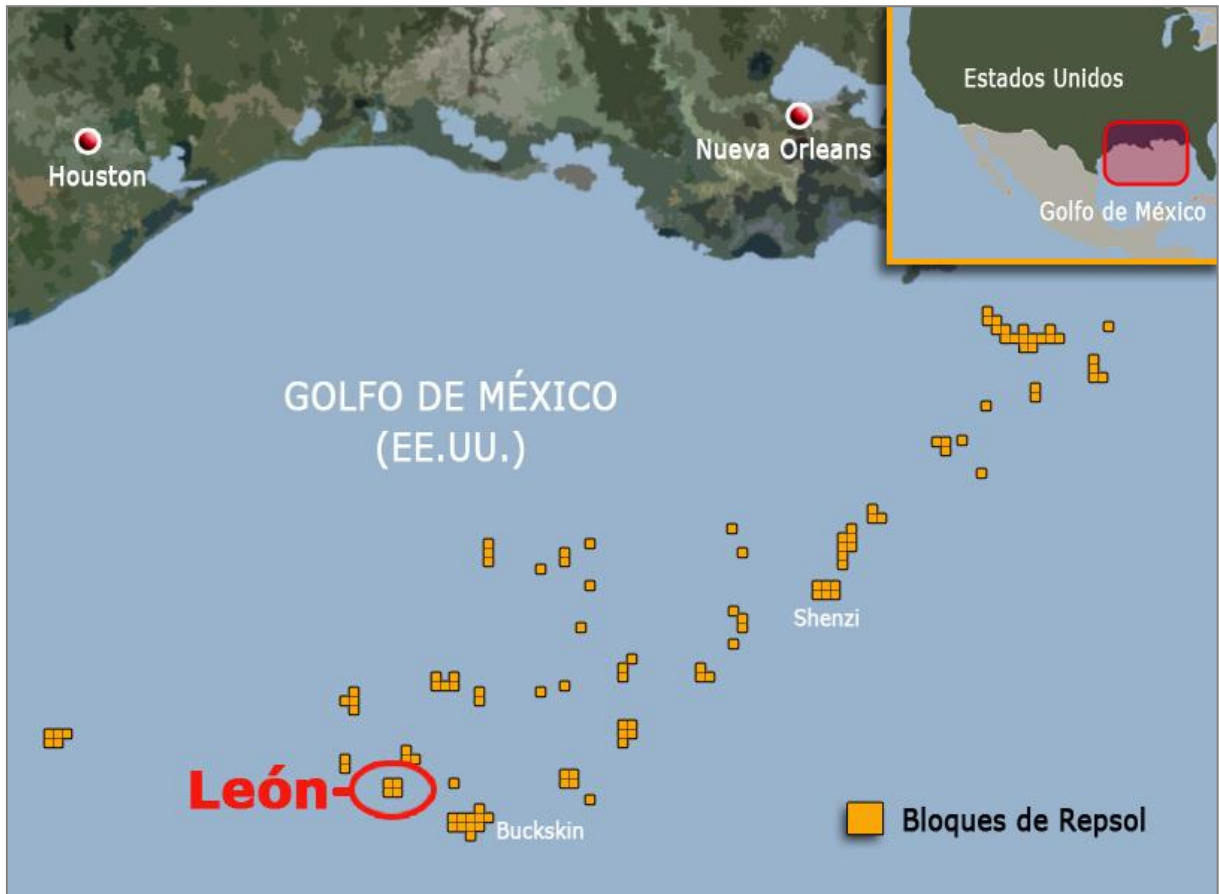 Houston
Nueva Orleans
Estados Unidos
Golfo de México
GOLFO DE MÉXICO
(EE.UU.)
Shenzi
León
Buckskin
Bloques de Repsol